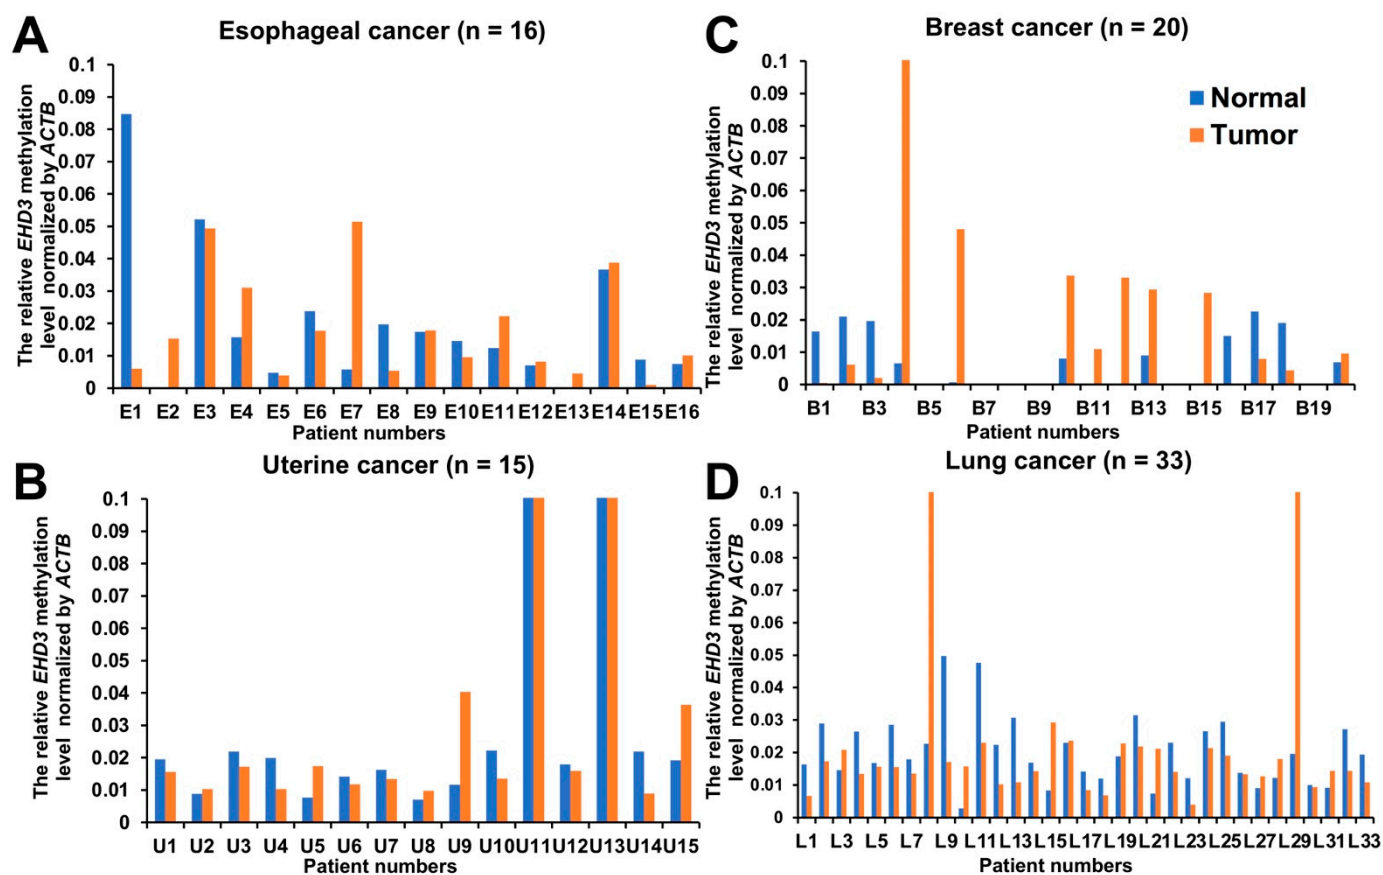 A
Esophageal cancer (n = 16)
The relative EHD3 methylation
level normalized by ACTB
0.1
0.09
0.08
0.07
0.06
0.05
0.04
0.03
0.02
0.01
0
E1 E2 E3 E4 E5 E6 E7 E8 E9 E10 E11 E12 E13 E14 E15 E16
Patient numbers
B
Uterine cancer (n = 15)
The relative EHD3 methylation
level normalized by ACTB
0.1
0.09
0.08
0.07
0.06
0.05
0.04
0.03
0.02
0.01
0
U1 U2 U3 U4 U5 U6 U7 U8 U9 U10 U11 U12 U13 U14 U15
Patient numbers
C
Breast cancer (n = 20)
The relative EHD3 methylation
level normalized by ACTB
0.1
0.09
0.08
0.07
0.06
0.05
0.04
0.03
0.02
0.01
0
Normal
Tumor
B1 B3 B5 B7 B9 B11 B13 B15 B17 B19
Patient numbers
D
Lung cancer (n = 33)
The relative EHD3 methylation
level normalized by ACTB
0.1
0.09
0.08
0.07
0.06
0.05
0.04
0.03
0.02
0.01
0
L1 L3 L5 L7 L9 L11 L13 L15 L17 L19 L21 L23 L25 L27 L29 L31 L33
Patient numbers